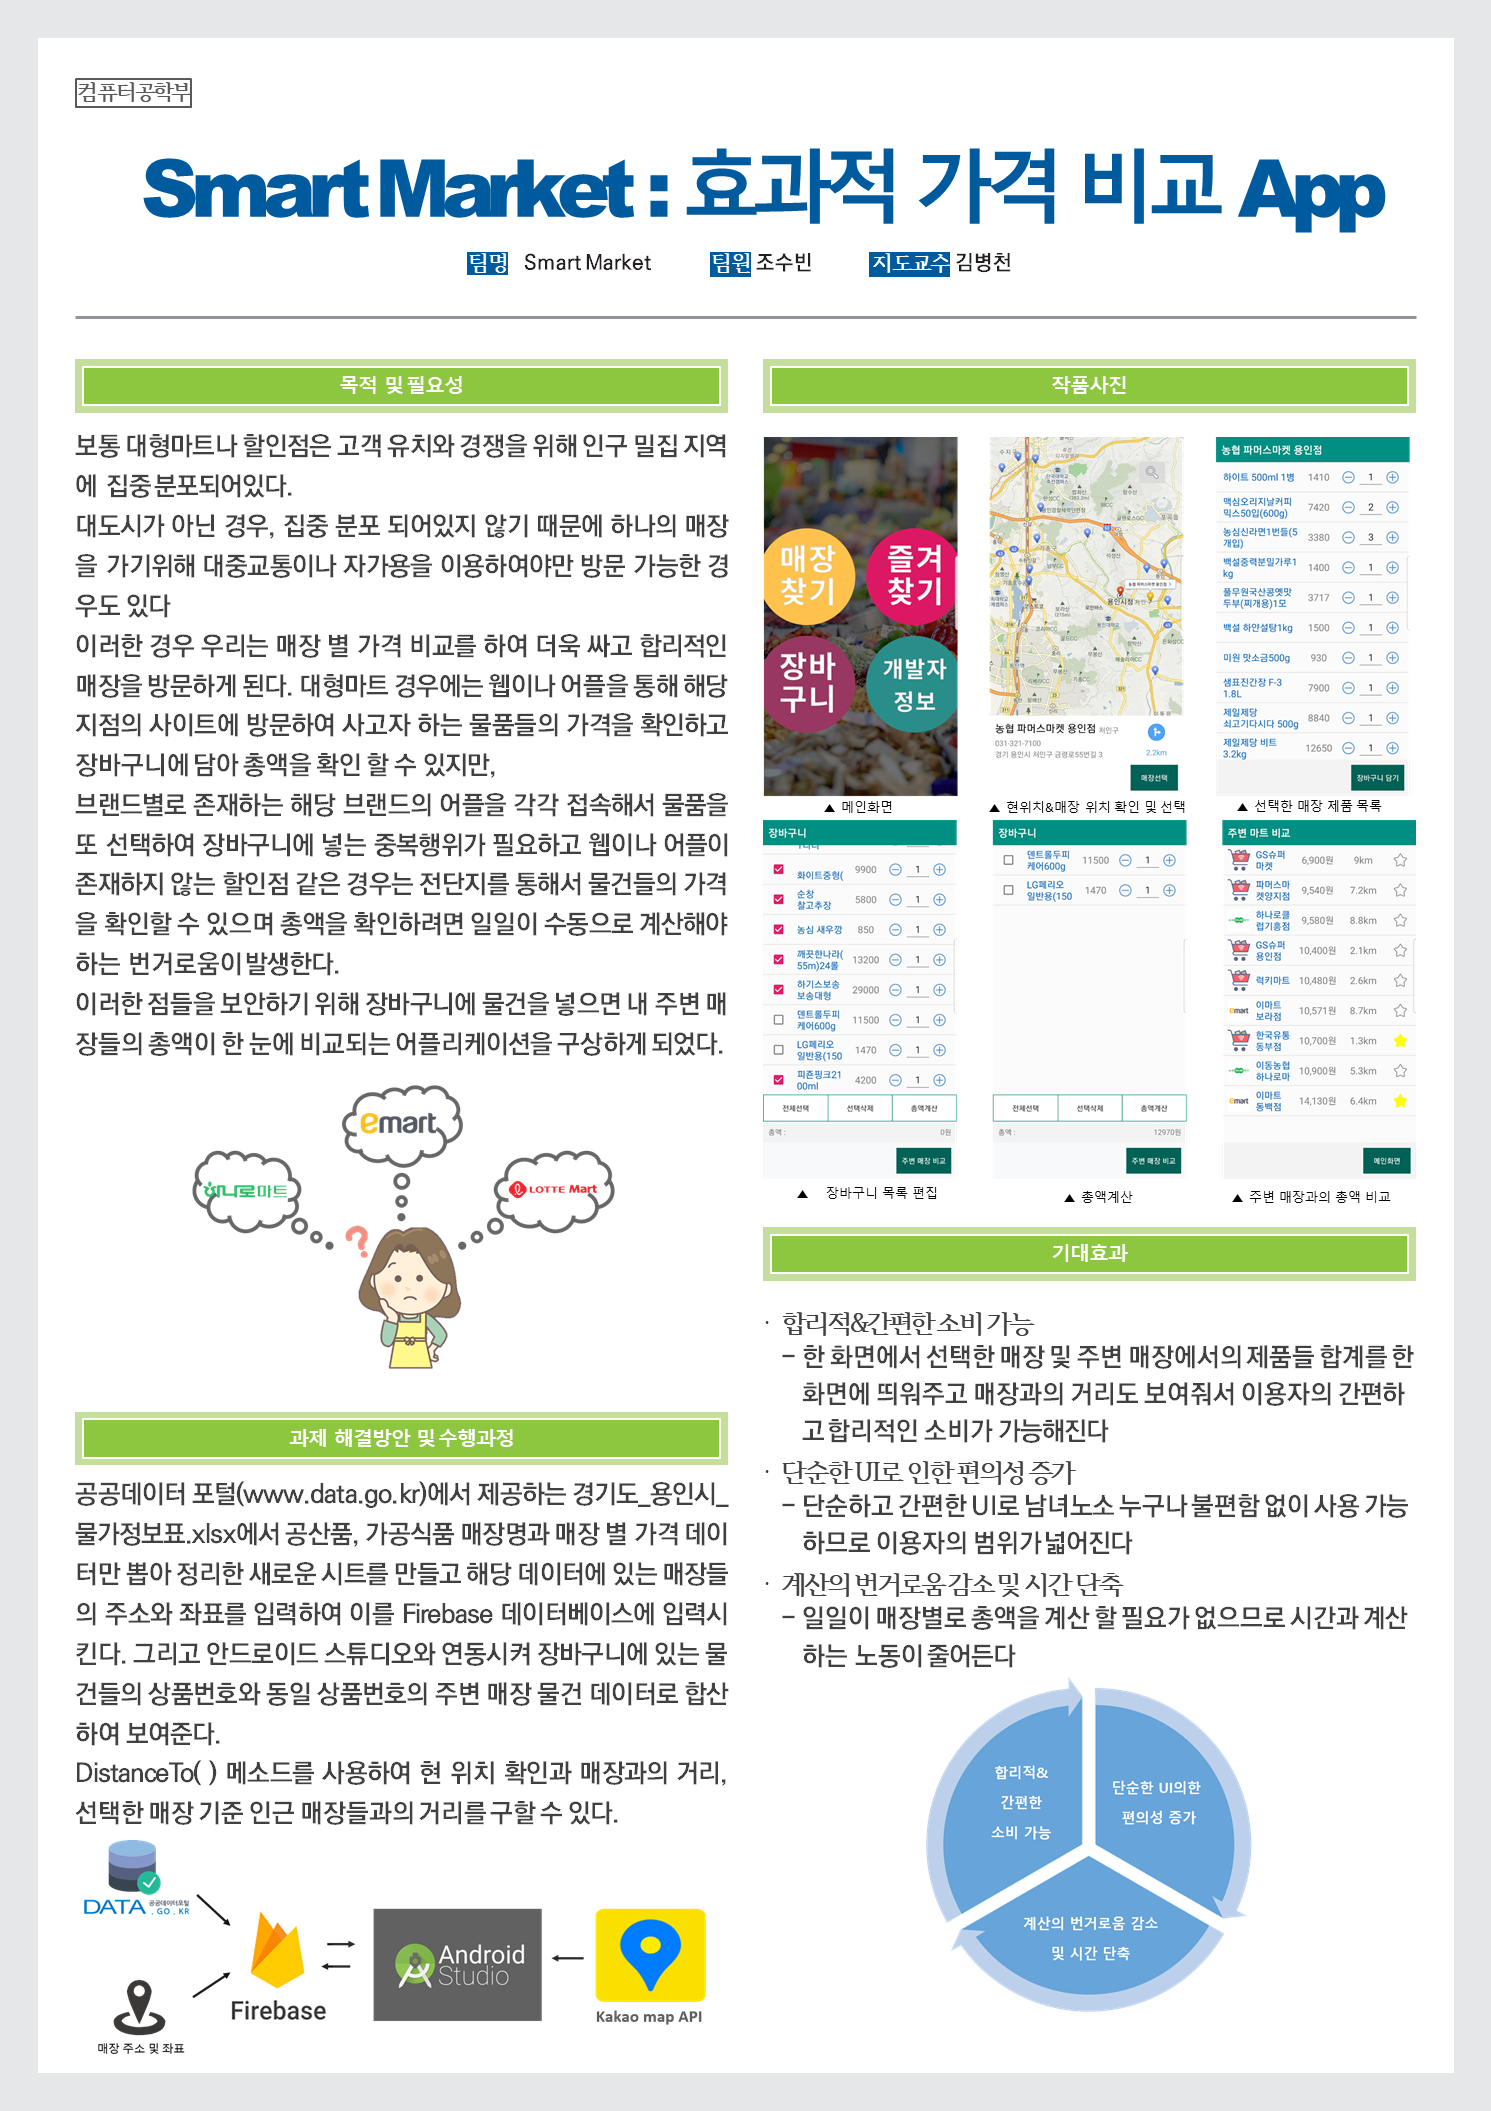 컴퓨터공학부
Smart Market : 효과적 가격 비교 App
팀명 Smart Market 팀원 조수빈 지도교수 김병천
목적 및 필요성
보통 대형마트나 할인점은 고객 유치와 경쟁을 위해 인구 밀집 지역
에 집중 분포되어있다.
대도시가 아닌 경우, 집중 분포 되어있지 않기 때문에 하나의 매장
을 가기위해 대중교통이나 자가용을 이용하여야만 방문 가능한 경
우도 있다
이러한 경우 우리는 매장 별 가격 비교를 하여 더욱 싸고 합리적인
매장을 방문하게 된다. 대형마트 경우에는 웹이나 어플을 통해 해당
지점의 사이트에 방문하여 사고자 하는 물품들의 가격을 확인하고
장바구니에 담아 총액을 확인 할 수 있지만,
브랜드별로 존재하는 해당 브랜드의 어플을 각각 접속해서 물품을
또 선택하여 장바구니에 넣는 중복행위가 필요하고 웹이나 어플이
존재하지 않는 할인점 같은 경우는 전단지를 통해서 물건들의 가격
을 확인할 수 있으며 총액을 확인하려면 일일이 수동으로 계산해야
하는 번거로움이 발생한다.
이러한 점들을 보안하기 위해 장바구니에 물건을 넣으면 내 주변 매
장들의 총액이 한 눈에 비교되는 어플리케이션을 구상하게 되었다.
emart
하나로마트
LOTTE Mart
?
과제 해결방안 및 수행과정
공공데이터 포털(www.data.go.kr)에서 제공하는 경기도_용인시_
물가정보표.xlsx에서 공산품, 가공식품 매장명과 매장 별 가격 데이
터만 뽑아 정리한 새로운 시트를 만들고 해당 데이터에 있는 매장들
의 주소와 좌표를 입력하여 이를 Firebase 데이터베이스에 입력시
킨다. 그리고 안드로이드 스튜디오와 연동시켜 장바구니에 있는 물
건들의 상품번호와 동일 상품번호의 주변 매장 물건 데이터로 합산
하여 보여준다.
DistanceTo( ) 메소드를 사용하여 현 위치 확인과 매장과의 거리,
선택한 매장 기준 인근 매장들과의 거리를 구할 수 있다.
DATA 공공데이터포털
. GO . KR
Firebase
Android
Studio
Kakao map API
매장 주소 및 좌표
작품사진
매장
찾기
즐겨
찾기
장바
구니
개발자
정보
▲ 메인화면
농협 파머스마켓 용인점 처인구
031-321-7100
경기 용인시 처인구 금령로55번길 3
2.2km
매장선택
▲ 현위치&매장 위치 확인 및 선택
농협 파머스마켓 용인점
하이트 500ml 1병 1410 1
맥심오리지날커피
믹스50입(600g) 7420 2
농심신라면1번들(5
개입) 3380 3
백설중력분밀가루1
kg 1400 1
풀무원국산콩옛맛
두부(찌개용)1모 3717 1
백설 하얀설탕1kg 1500 1
미원 맛소금500g 930 1
샘표진간장 F-3
1.8L 7900 1
제일제당
쇠고기다시다 500g 8840 1
제일제당 비트
3.2kg 12650 1
장바구니 담기
▲ 선택한 매장 제품 목록
장바구니
화이트중형( 9900 1
순창
찰고추장 5800 1
농심 새우깡 850 1
깨끗한나라(
55m)24롤 13200 1
하기스보송
보송대형 29000 1
덴트롤두피
케어600g 11500 1
LG페리오
일반용(150 1470 1
피죤핑크21
00ml 4200 1
전체선택 선택삭제 총액계산
총액 : 0원
주변 매장 비교
▲ 장바구니 목록 편집
장바구니
덴트롤두피
케어600g 11500 1
LG페리오
일반용(150 1470 1
전체선택 선택삭제 총액계산
총액 : 12970원
주변 매장 비교
▲ 총액계산
주변 마트 비교
GS슈퍼
마켓 6,900원 9km
파머스마
켓양지점 9,540원 7.2km
하나로클
럽기흥점 9,580원 8.8km
GS슈퍼
용인점 10,400원 2.1km
럭키마트 10,480원 2.6km
이마트
보라점 10,571원 8.7km
한국유통
동부점 10,700원 1.3km
이동농협
하나로마 10,900원 5.3km
이마트
동백점 14,130원 6.4km
메인화면
▲ 주변 매장과의 총액 비교
기대효과
· 합리적&간편한 소비 가능
– 한 화면에서 선택한 매장 및 주변 매장에서의 제품들 합계를 한
화면에 띄워주고 매장과의 거리도 보여줘서 이용자의 간편하
고 합리적인 소비가 가능해진다
· 단순한 UI로 인한 편의성 증가
– 단순하고 간편한 UI로 남녀노소 누구나 불편함 없이 사용 가능
하므로 이용자의 범위가 넓어진다
· 계산의 번거로움 감소 및 시간 단축
– 일일이 매장별로 총액을 계산 할 필요가 없으므로 시간과 계산
하는 노동이 줄어든다
합리적&
간편한
소비 가능
단순한 UI의한
편의성 증가
계산의 번거로움 감소
및 시간 단축